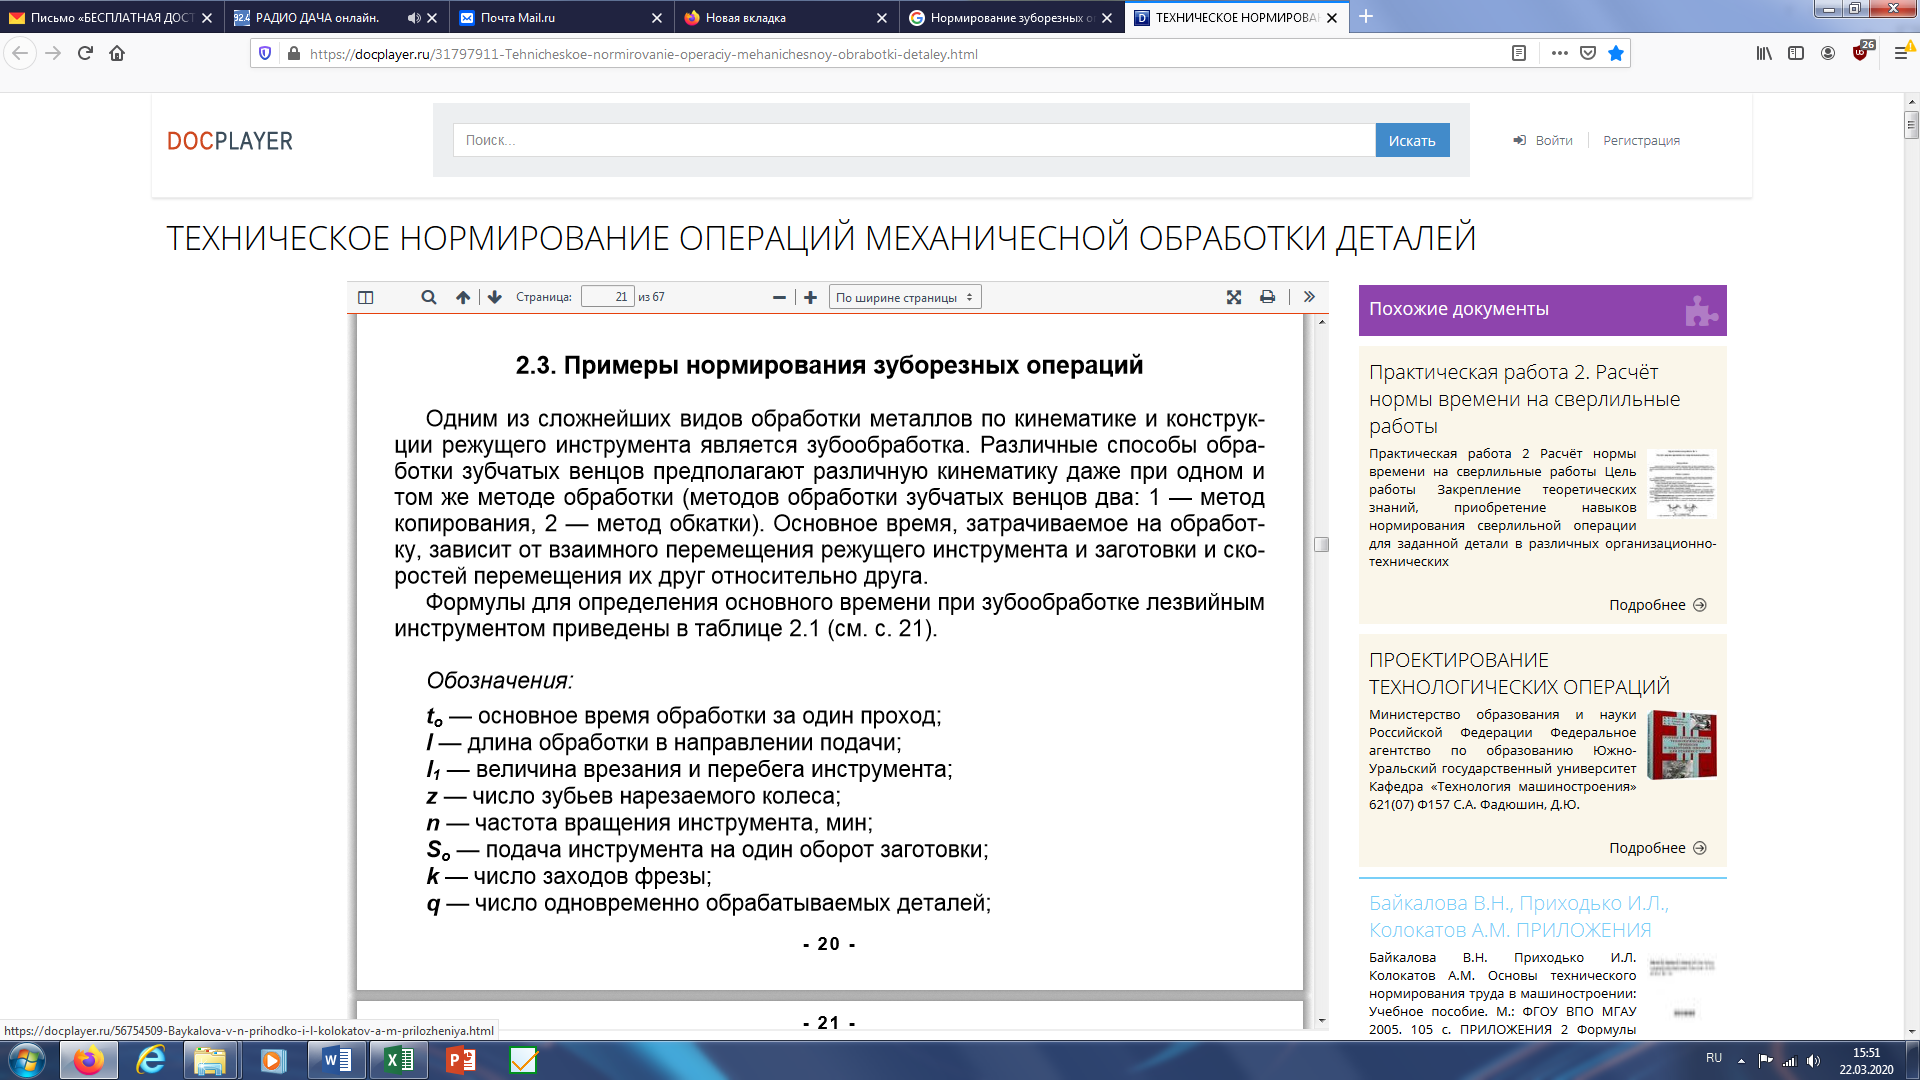 Письмо «БЕСПЛАТНАЯ ДОСТ
РАДИО ДАЧА онлайн.
Почта Mail.ru
Новая вкладка
Нормирование зуборезных о
ТЕХНИЧЕСКОЕ НОРМИРОВА
https://docplayer.ru/31797911-Tehnicheskoe-normirovanie-operaciy-mehanichesnoy-obrabotki-detaley.html
26
DOCPLAYER
Поиск...
Искать
Войти
Регистрация
ТЕХНИЧЕСКОЕ НОРМИРОВАНИЕ ОПЕРАЦИЙ МЕХАНИЧЕСНОЙ ОБРАБОТКИ ДЕТАЛЕЙ
Страница: 21 из 67
По ширине страницы
2.3. Примеры нормирования зуборезных операций
Одним из сложнейших видов обработки металлов по кинематике и конструк-
ции режущего инструмента является зубообработка. Различные способы обра-
ботки зубчатых венцов предполагают различную кинематику даже при одном и
том же методе обработки (методов обработки зубчатых венцов два: 1 — метод
копирования, 2 — метод обкатки). Основное время, затрачиваемое на обработ-
ку, зависит от взаимного перемещения режущего инструмента и заготовки и ско-
ростей перемещения их друг относительно друга.
Формулы для определения основного времени при зубообработке лезвийным
инструментом приведены в таблице 2.1 (см. с. 21).
Обозначения:
tо — основное время обработки за один проход;
l — длина обработки в направлении подачи;
l1 — величина врезания и перебега инструмента;
z — число зубьев нарезаемого колеса;
n — частота вращения инструмента, мин;
Sо — подача инструмента на один оборот заготовки;
k — число заходов фрезы;
q — число одновременно обрабатываемых деталей;
- 20 -
- 21 -
Похожие документы
Практическая работа 2. Расчёт
нормы времени на сверлильные
работы
Практическая работа 2 Расчёт нормы
времени на сверлильные работы Цель
работы Закрепление теоретических
знаний, приобретение навыков
нормирования сверлильной операции
для заданной детали в различных организационно-
технических
Подробнее
ПРОЕКТИРОВАНИЕ
ТЕХНОЛОГИЧЕСКИХ ОПЕРАЦИЙ
Министерство образования и науки
Российской Федерации Федеральное
агентство по образованию Южно-
Уральский государственный университет
Кафедра «Технология машиностроения»
621(07) Ф157 С.А. Фадюшин, Д.Ю.
Подробнее
Байкалова В.Н., Приходько И.Л.,
Колокатов А.М. ПРИЛОЖЕНИЯ
Байкалова В.Н. Приходько И.Л.
Колокатов А.М. Основы технического
нормирования труда в машиностроении:
Учебное пособие. М.: ФГОУ ВПО МГАУ
2005. 105 с. ПРИЛОЖЕНИЯ 2 Формулы
https://docplayer.ru/56754509-Baykalova-v-n-prihodko-i-l-kolokatov-a-m-prilozheniya.html
RU
15:51
22.03.2020